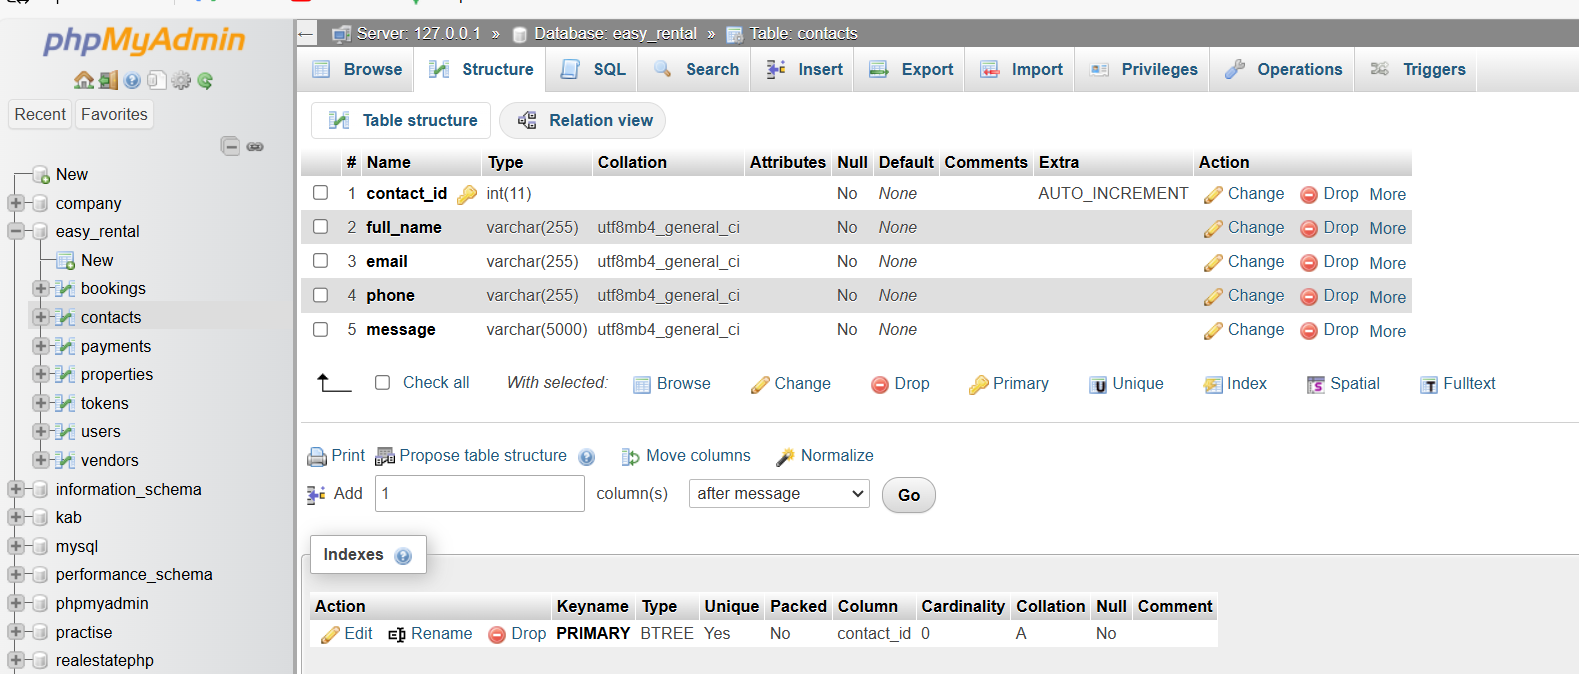 phpMyAdmin
Recent Favorites
New
company
easy_rental
New
bookings
contacts
payments
properties
tokens
users
vendors
information_schema
kab
mysql
performance_schema
phpmyadmin
practise
realestatephp
Server: 127.0.0.1 » Database: easy_rental » Table: contacts
Browse Structure SQL Search Insert Export Import Privileges Operations Triggers
Table structure Relation view
# Name Type Collation Attributes Null Default Comments Extra Action
1 contact_id int(11) No None AUTO_INCREMENT Change Drop More
2 full_name varchar(255) utf8mb4_general_ci No None Change Drop More
3 email varchar(255) utf8mb4_general_ci No None Change Drop More
4 phone varchar(255) utf8mb4_general_ci No None Change Drop More
5 message varchar(5000) utf8mb4_general_ci No None Change Drop More
Check all With selected: Browse Change Drop Primary Unique Index Spatial Fulltext
Print Propose table structure Move columns Normalize
Add 1 column(s) after message Go
Indexes
Action Keyname Type Unique Packed Column Cardinality Collation Null Comment
Edit Rename Drop PRIMARY BTREE Yes No contact_id 0 A No